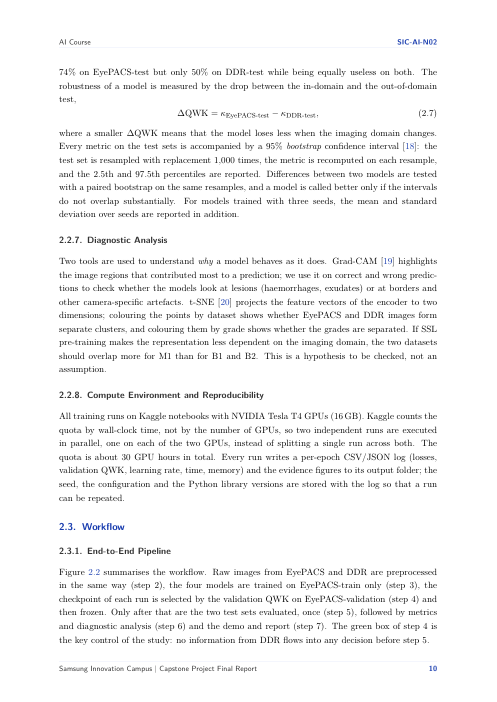 AI Course
SIC-AI-N02
74% on EyePACS-test but only 50% on DDR-test while being equally useless on both. The
robustness of a model is measured by the drop between the in-domain and the out-of-domain
test,
ΔQWK = κEyePACS-test − κDDR-test, (2.7)
where a smaller ΔQWK means that the model loses less when the imaging domain changes.
Every metric on the test sets is accompanied by a 95% bootstrap confidence interval [18]: the
test set is resampled with replacement 1,000 times, the metric is recomputed on each resample,
and the 2.5th and 97.5th percentiles are reported. Differences between two models are tested
with a paired bootstrap on the same resamples, and a model is called better only if the intervals
do not overlap substantially. For models trained with three seeds, the mean and standard
deviation over seeds are reported in addition.
2.2.7. Diagnostic Analysis
Two tools are used to understand why a model behaves as it does. Grad-CAM [19] highlights
the image regions that contributed most to a prediction; we use it on correct and wrong predic-
tions to check whether the models look at lesions (haemorrhages, exudates) or at borders and
other camera-specific artefacts. t-SNE [20] projects the feature vectors of the encoder to two
dimensions; colouring the points by dataset shows whether EyePACS and DDR images form
separate clusters, and colouring them by grade shows whether the grades are separated. If SSL
pre-training makes the representation less dependent on the imaging domain, the two datasets
should overlap more for M1 than for B1 and B2. This is a hypothesis to be checked, not an
assumption.
2.2.8. Compute Environment and Reproducibility
All training runs on Kaggle notebooks with NVIDIA Tesla T4 GPUs (16 GB). Kaggle counts the
quota by wall-clock time, not by the number of GPUs, so two independent runs are executed
in parallel, one on each of the two GPUs, instead of splitting a single run across both. The
quota is about 30 GPU hours in total. Every run writes a per-epoch CSV/JSON log (losses,
validation QWK, learning rate, time, memory) and the evidence figures to its output folder; the
seed, the configuration and the Python library versions are stored with the log so that a run
can be repeated.
2.3. Workflow
2.3.1. End-to-End Pipeline
Figure 2.2 summarises the workflow. Raw images from EyePACS and DDR are preprocessed
in the same way (step 2), the four models are trained on EyePACS-train only (step 3), the
checkpoint of each run is selected by the validation QWK on EyePACS-validation (step 4) and
then frozen. Only after that are the two test sets evaluated, once (step 5), followed by metrics
and diagnostic analysis (step 6) and the demo and report (step 7). The green box of step 4 is
the key control of the study: no information from DDR flows into any decision before step 5.
Samsung Innovation Campus | Capstone Project Final Report
10